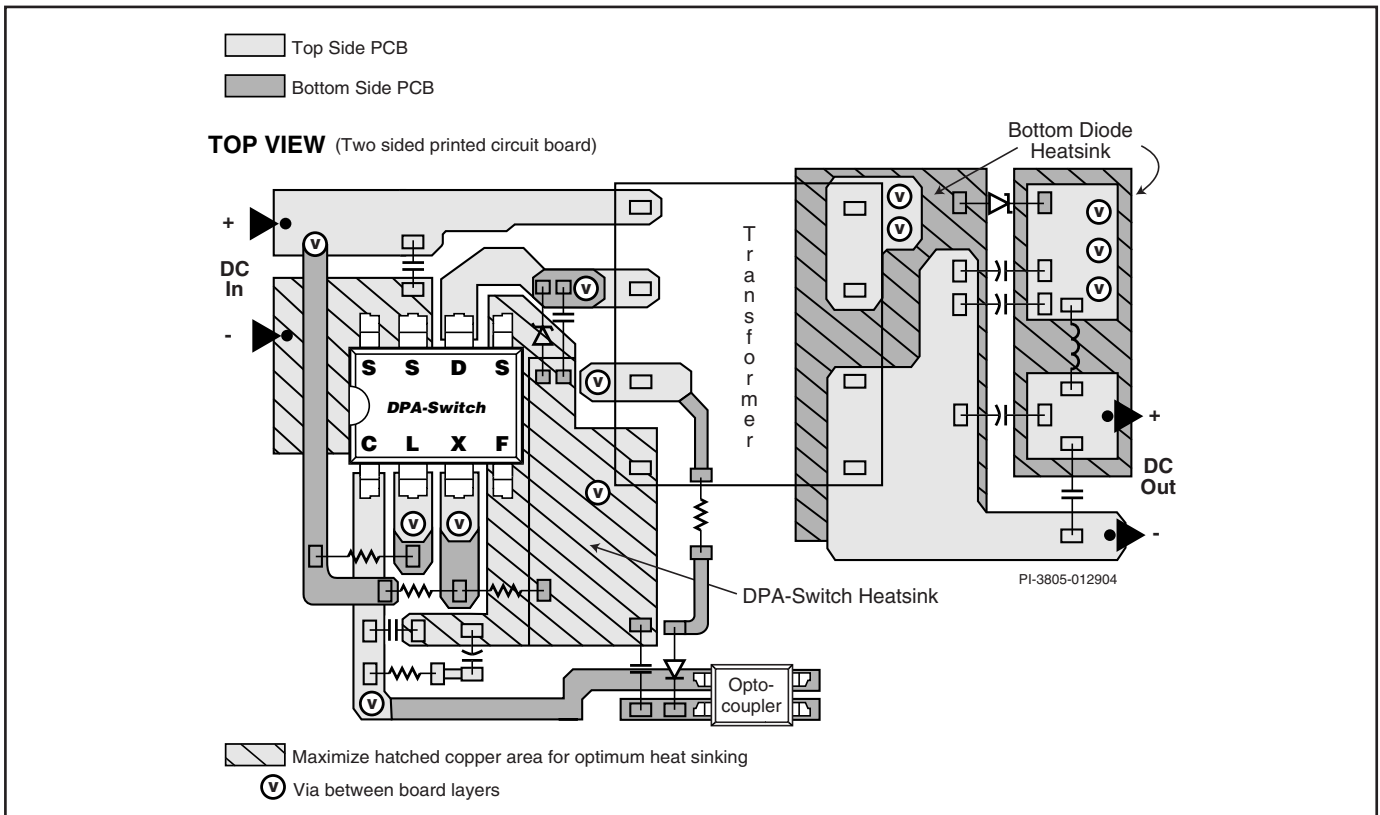 Top Side PCB
Bottom Side PCB
TOP VIEW (Two sided printed circuit board)
Bottom Diode
Heatsink
+
DC
In
-
V
V
V
V
V
V
V
V
V
V
V
V
S S D S
DPA-Switch
C L X F
Transformer
+
DC
Out
-
PI-3805-012904
DPA-Switch Heatsink
Opto-
coupler
Maximize hatched copper area for optimum heat sinking
V Via between board layers